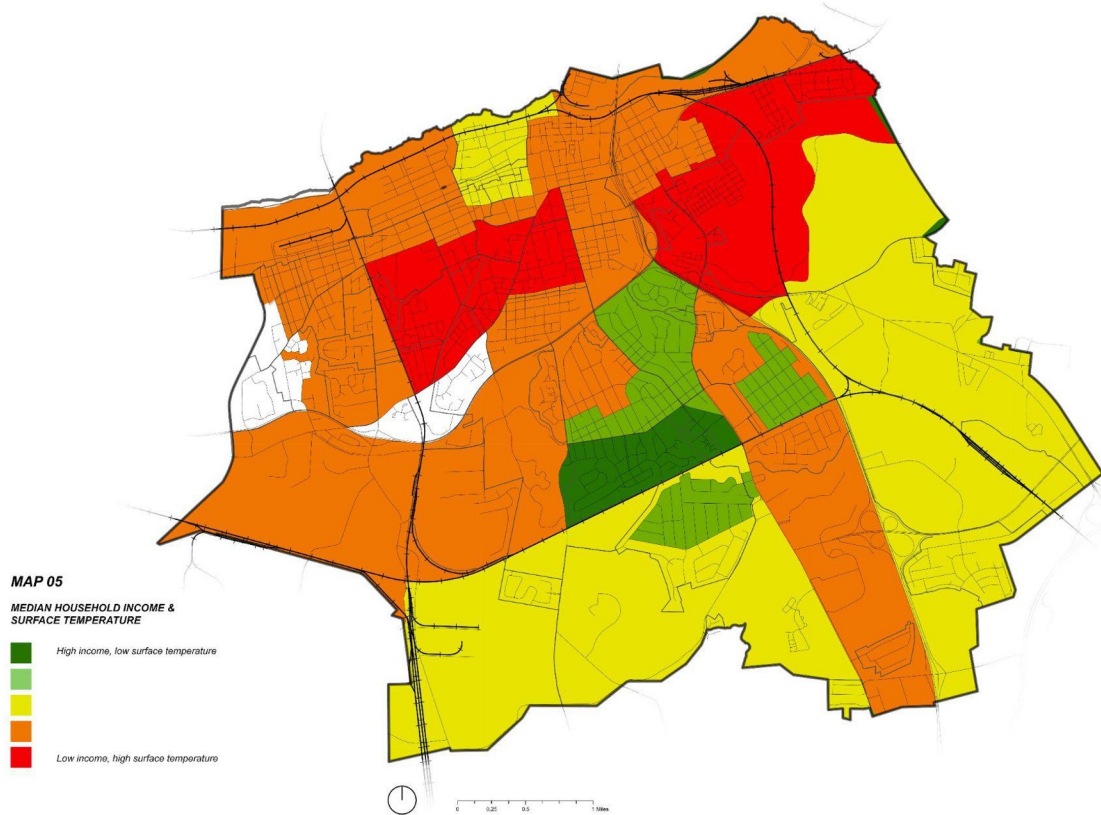 MAP 05
MEDIAN HOUSEHOLD INCOME &
SURFACE TEMPERATURE
High income, low surface temperature
Low income, high surface temperature
0 0.25 0.5 1 Miles